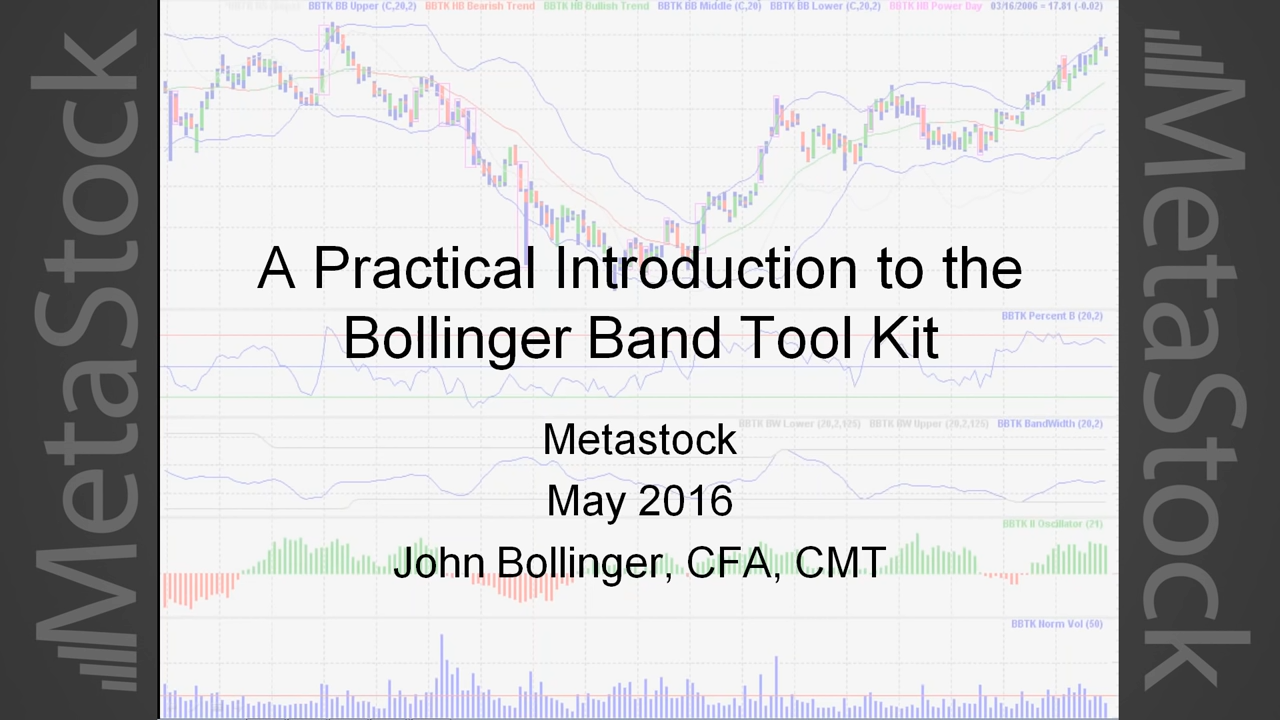 MetaStock
BBTK BB Upper (C,20,2) BBTK HB Bearish Trend BBTK HB Bullish Trend BBTK BB Middle (C,20) BBTK BB Lower (C,20,2) BBTK HB Power Day 03/16/2006 = 17.81 (-0.02)
A Practical Introduction to the
BBTK Percent B (20,2)
Bollinger Band Tool Kit
BBTK BW Lower (20,2,125) BBTK BW Upper (20,2,125) BBTK BandWidth (20,2)
Metastock
May 2016
BBTK II Oscillator (21)
John Bollinger, CFA, CMT
BBTK Norm Vol (50)
MetaStock